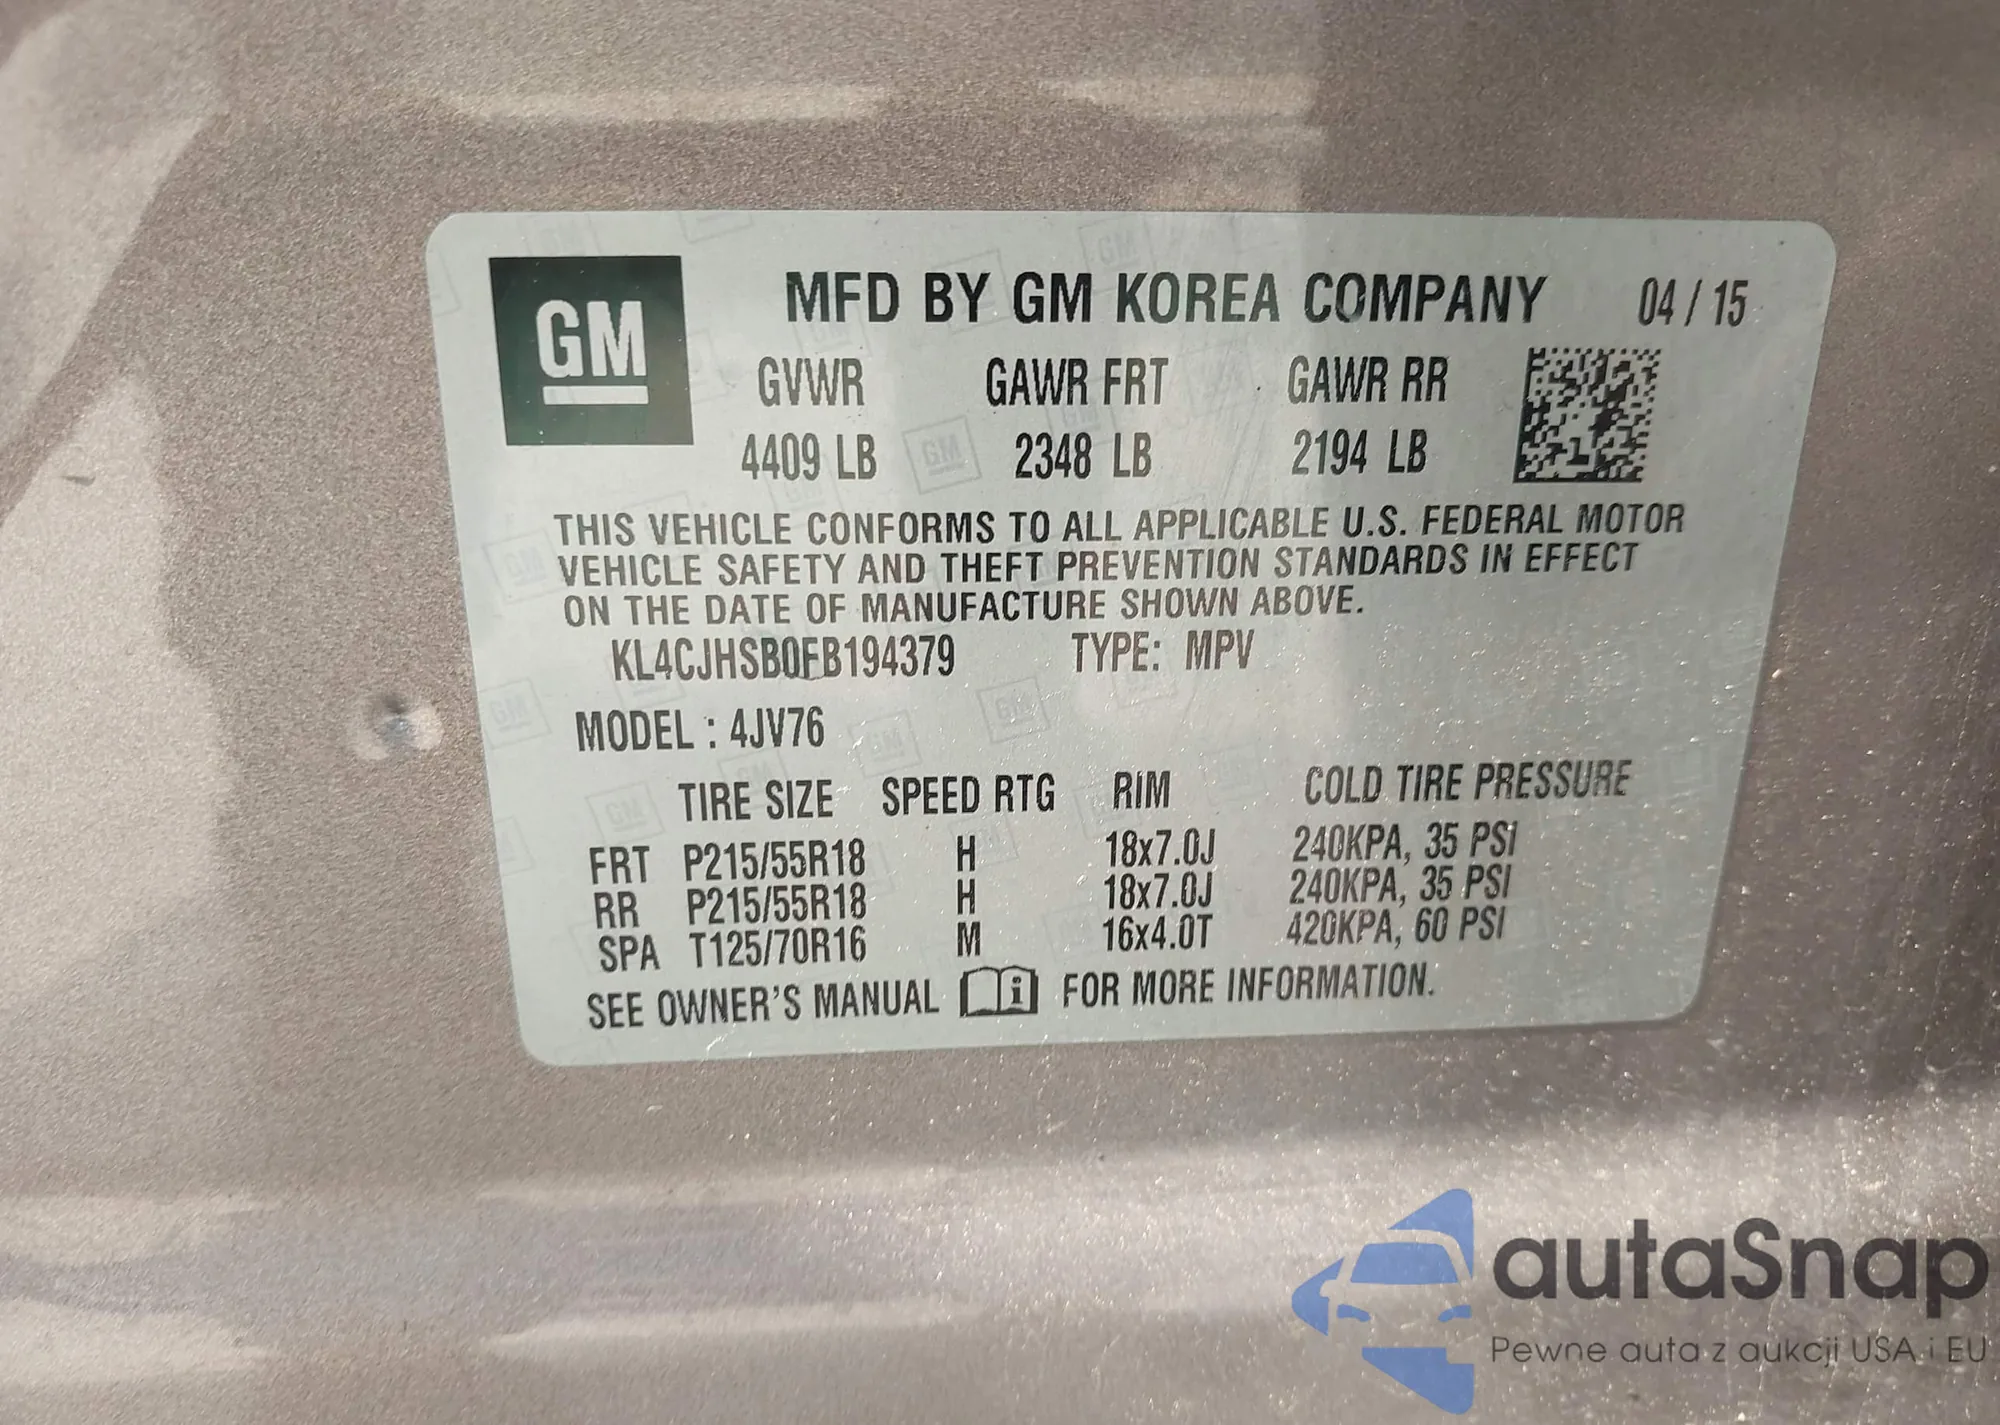 GM
MFD BY GM KOREA COMPANY 04 / 15
GVWR GAWR FRT GAWR RR
4409 LB 2348 LB 2194 LB
THIS VEHICLE CONFORMS TO ALL APPLICABLE U.S. FEDERAL MOTOR
VEHICLE SAFETY AND THEFT PREVENTION STANDARDS IN EFFECT
ON THE DATE OF MANUFACTURE SHOWN ABOVE.
KL4CJHSB0FB194379 TYPE: MPV
MODEL : 4JV76
TIRE SIZE SPEED RTG RIM COLD TIRE PRESSURE
FRT P215/55R18 H 18x7.0J 240KPA, 35 PSI
RR P215/55R18 H 18x7.0J 240KPA, 35 PSI
SPA T125/70R16 M 16x4.0T 420KPA, 60 PSI
SEE OWNER'S MANUAL i FOR MORE INFORMATION.
autaSnap
Pewne auta z aukcji USA i EU